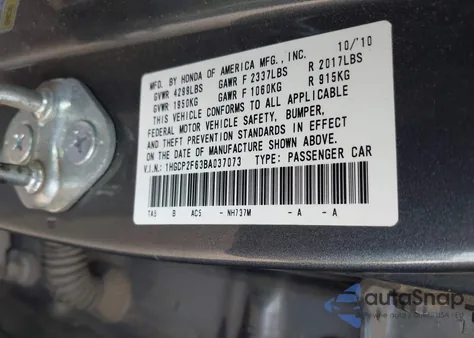 MFD. BY HONDA OF AMERICA MFG., INC. 10/'10
GVWR 4299LBS GAWR F 2337LBS R 2017LBS
GVWR 1950KG GAWR F 1060KG R 915KG
THIS VEHICLE CONFORMS TO ALL APPLICABLE
FEDERAL MOTOR VEHICLE SAFETY, BUMPER,
AND THEFT PREVENTION STANDARDS IN EFFECT
ON THE DATE OF MANUFACTURE SHOWN ABOVE.
V.I.N.: 1HGCP2F63BA037073 TYPE: PASSENGER CAR
TA5 B AC5 - NH737M - A - A
autoSnap